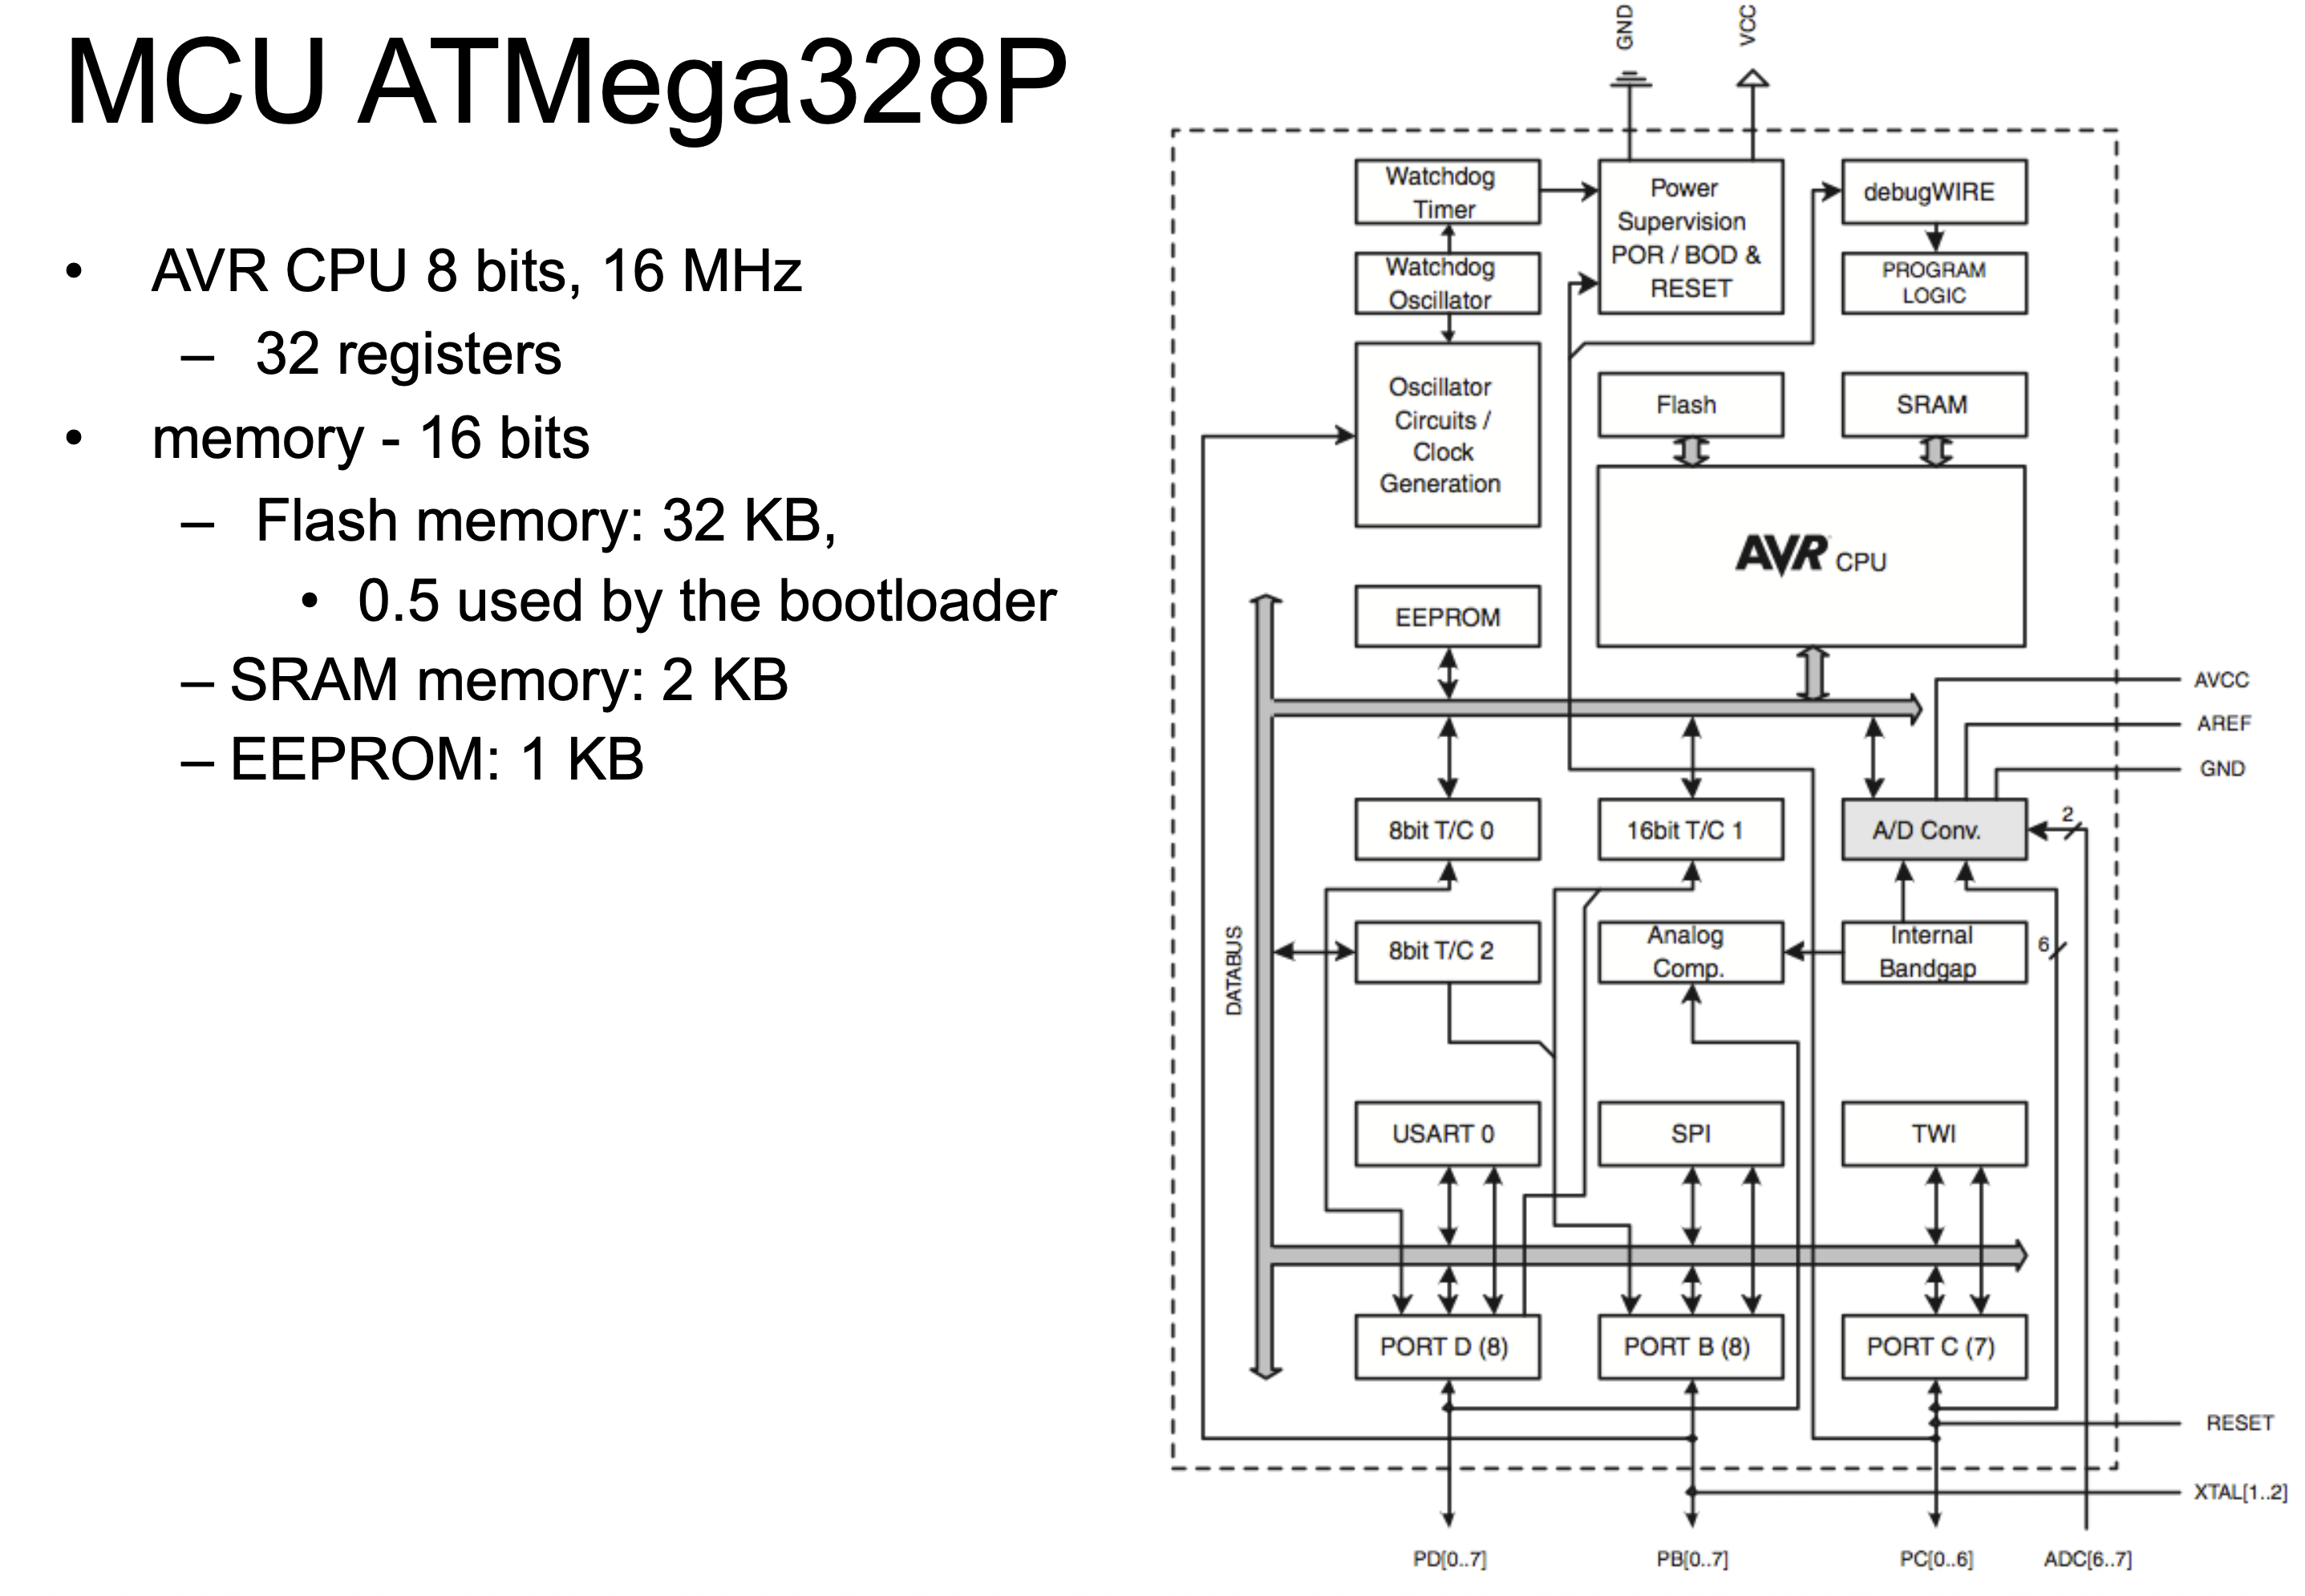 MCU ATMega328P
• AVR CPU 8 bits, 16 MHz
– 32 registers
• memory - 16 bits
– Flash memory: 32 KB,
• 0.5 used by the bootloader
– SRAM memory: 2 KB
– EEPROM: 1 KB
GND
VCC
Watchdog
Timer
Power
Supervision
POR / BOD &
RESET
debugWIRE
Watchdog
Oscillator
PROGRAM
LOGIC
Oscillator
Circuits /
Clock
Generation
Flash
SRAM
AVR CPU
EEPROM
AVCC
AREF
GND
8bit T/C 0
16bit T/C 1
A/D Conv.
2
DATABUS
8bit T/C 2
Analog
Comp.
Internal
Bandgap
6
USART 0
SPI
TWI
PORT D (8)
PORT B (8)
PORT C (7)
RESET
XTAL[1..2]
PD[0..7]
PB[0..7]
PC[0..6]
ADC[6..7]